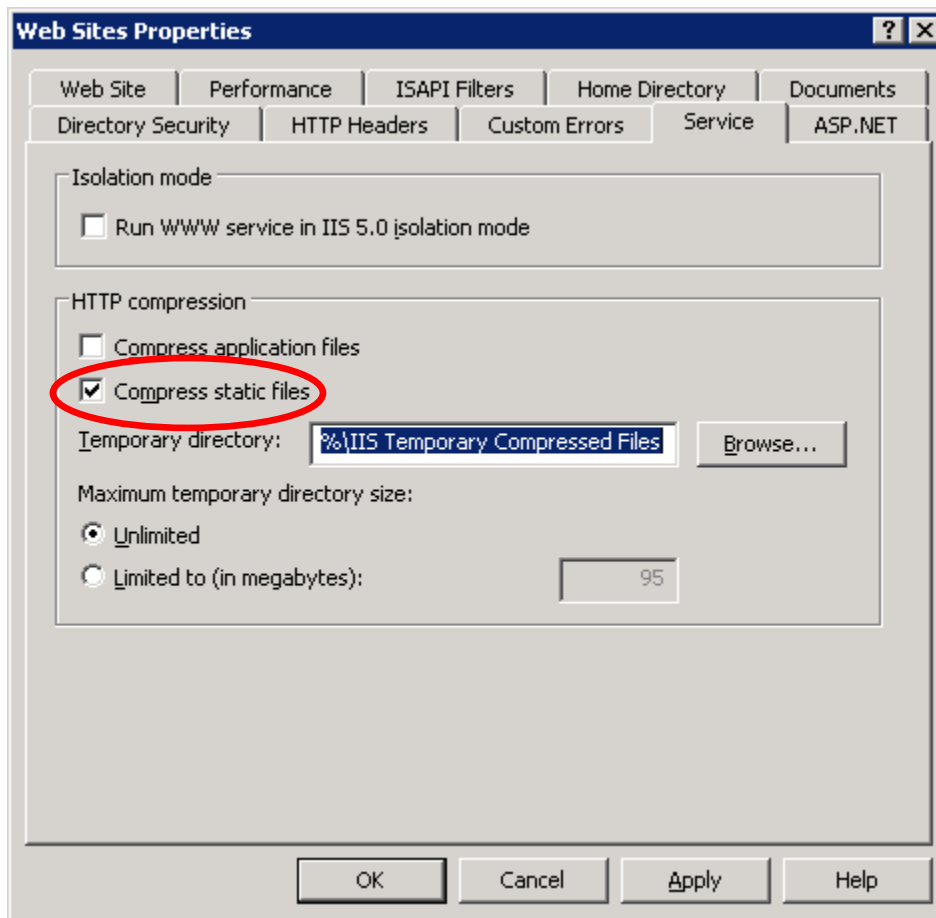 Web Sites Properties
Web Site Performance ISAPI Filters Home Directory Documents
Directory Security HTTP Headers Custom Errors Service ASP.NET
Isolation mode
Run WWW service in IIS 5.0 isolation mode
HTTP compression
Compress application files
Compress static files
Temporary directory: %\IIS Temporary Compressed Files Browse...
Maximum temporary directory size:
Unlimited
Limited to (in megabytes): 95
OK Cancel Apply Help